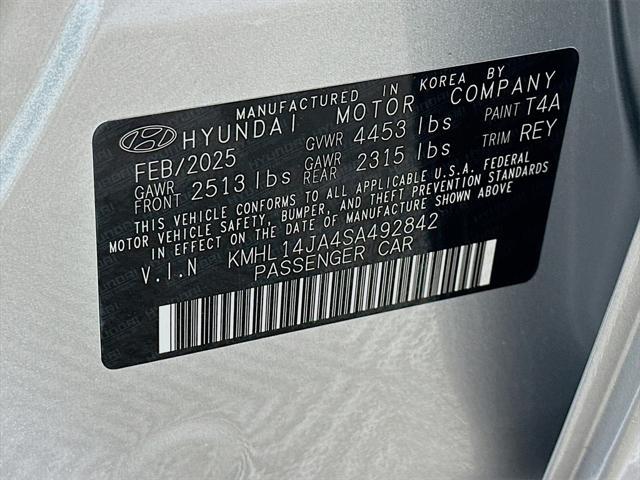 MANUFACTURED IN KOREA BY
HYUNDAI MOTOR COMPANY
FEB/2025 GVWR 4453 lbs PAINT T4A
GAWR FRONT 2513 lbs GAWR REAR 2315 lbs TRIM REY
THIS VEHICLE CONFORMS TO ALL APPLICABLE U.S.A. FEDERAL
MOTOR VEHICLE SAFETY, BUMPER, AND THEFT PREVENTION STANDARDS
IN EFFECT ON THE DATE OF MANUFACTURE SHOWN ABOVE
V.I.N KMHL14JA4SA492842
PASSENGER CAR